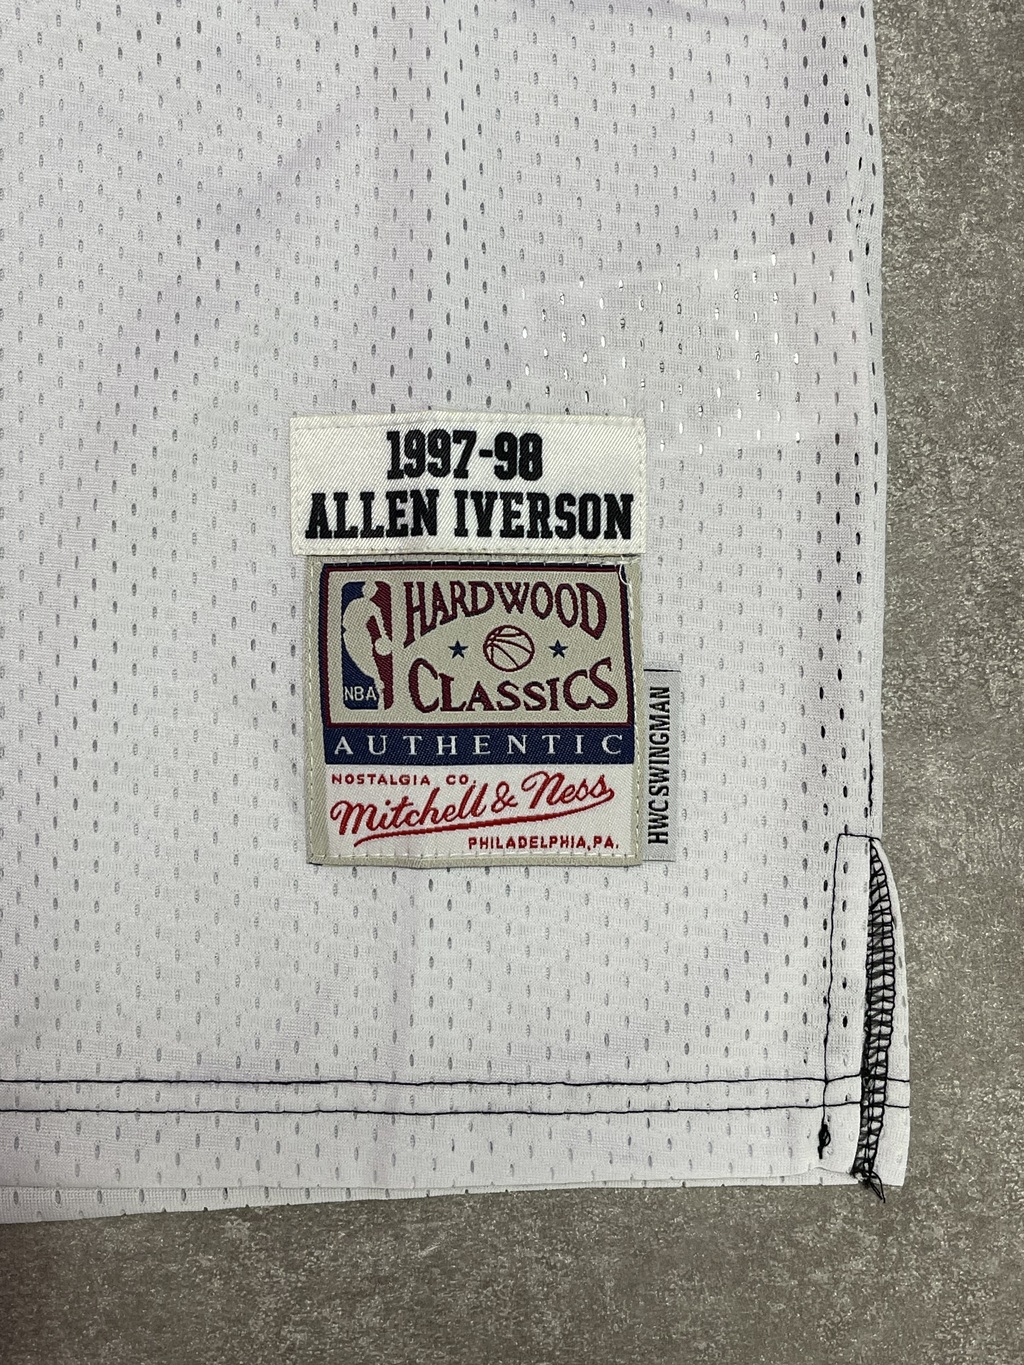 1997-98
ALLEN IVERSON
HARDWOOD
CLASSICS
NBA
AUTHENTIC
NOSTALGIA CO.
Mitchell & Ness
PHILADELPHIA, PA.
HWC SWINGMAN